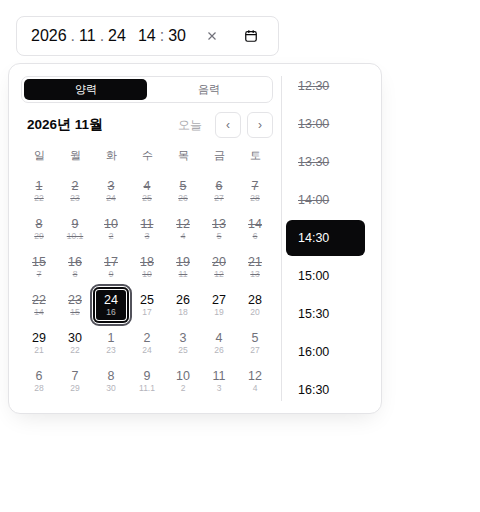 2026 . 11 . 24 14 : 30
양력 음력
2026년 11월 오늘 ‹ ›
일 월 화 수 목 금 토
1 2 3 4 5 6 7
22 23 24 25 26 27 28
8 9 10 11 12 13 14
29 10.1 2 3 4 5 6
15 16 17 18 19 20 21
7 8 9 10 11 12 13
22 23 24 25 26 27 28
14 15 16 17 18 19 20
29 30 1 2 3 4 5
21 22 23 24 25 26 27
6 7 8 9 10 11 12
28 29 30 11.1 2 3 4
12:30
13:00
13:30
14:00
14:30
15:00
15:30
16:00
16:30